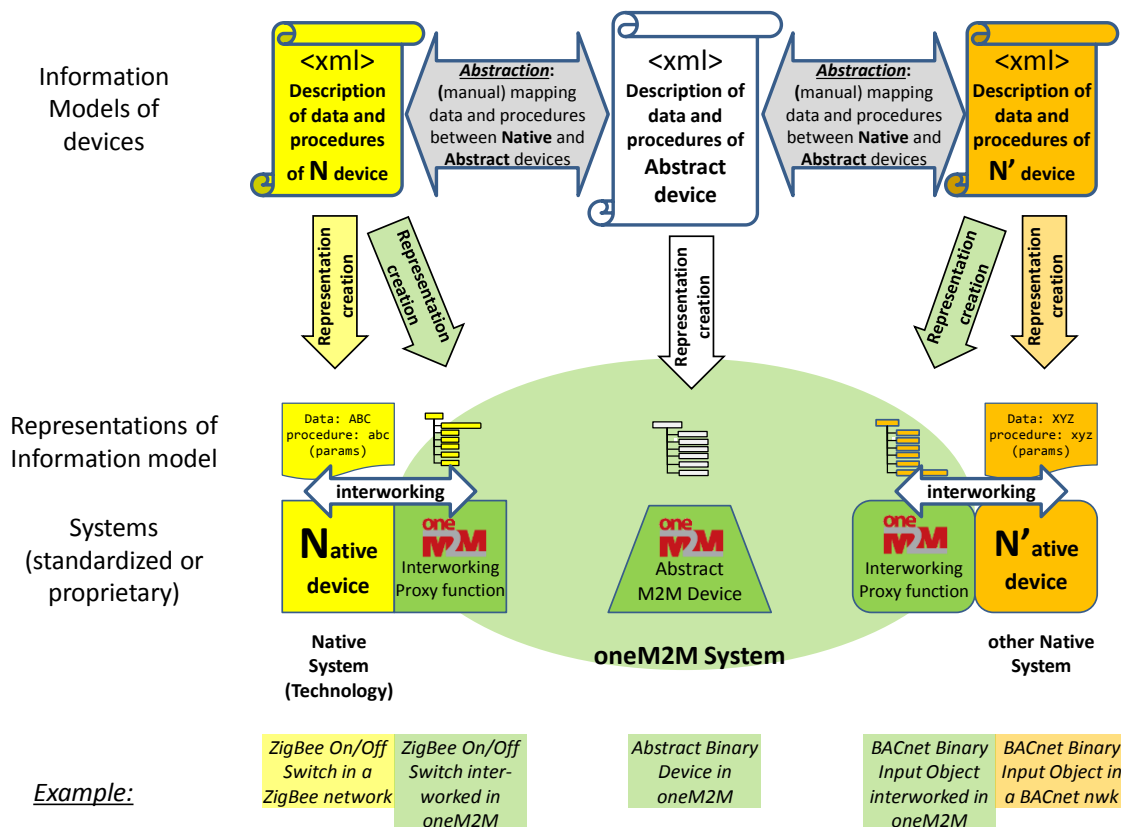 Information
Models of
devices
<xml>
Description
of data and
procedures
of N device
Abstraction:
(manual) mapping
data and procedures
between Native and
Abstract devices
<xml>
Description of
data and
procedures of
Abstract
device
Abstraction:
(manual) mapping
data and procedures
between Native and
Abstract devices
<xml>
Description of
data and
procedures of
N’ device
Representation
creation
Representation
creation
Representation
creation
Representation
creation
Representation
creation
Representations of
Information model
Data: ABC
procedure: abc
(params)
Data: XYZ
procedure: xyz
(params)
interworking
interworking
Systems
(standardized or
proprietary)
Native
device
one
M2M
Interworking
Proxy function
one
M2M
Abstract
M2M Device
one
M2M
Interworking
Proxy function
N’ative
device
Native
System
(Technology)
oneM2M System
other Native
System
Example:
ZigBee On/Off
Switch in a
ZigBee network
ZigBee On/Off
Switch inter-
worked in
oneM2M
Abstract Binary
Device in
oneM2M
BACnet Binary
Input Object
interworked in
oneM2M
BACnet Binary
Input Object in
a BACnet nwk